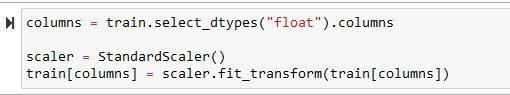 columns = train.select_dtypes("float").columns
scaler = StandardScaler()
train[columns] = scaler.fit_transform(train[columns])